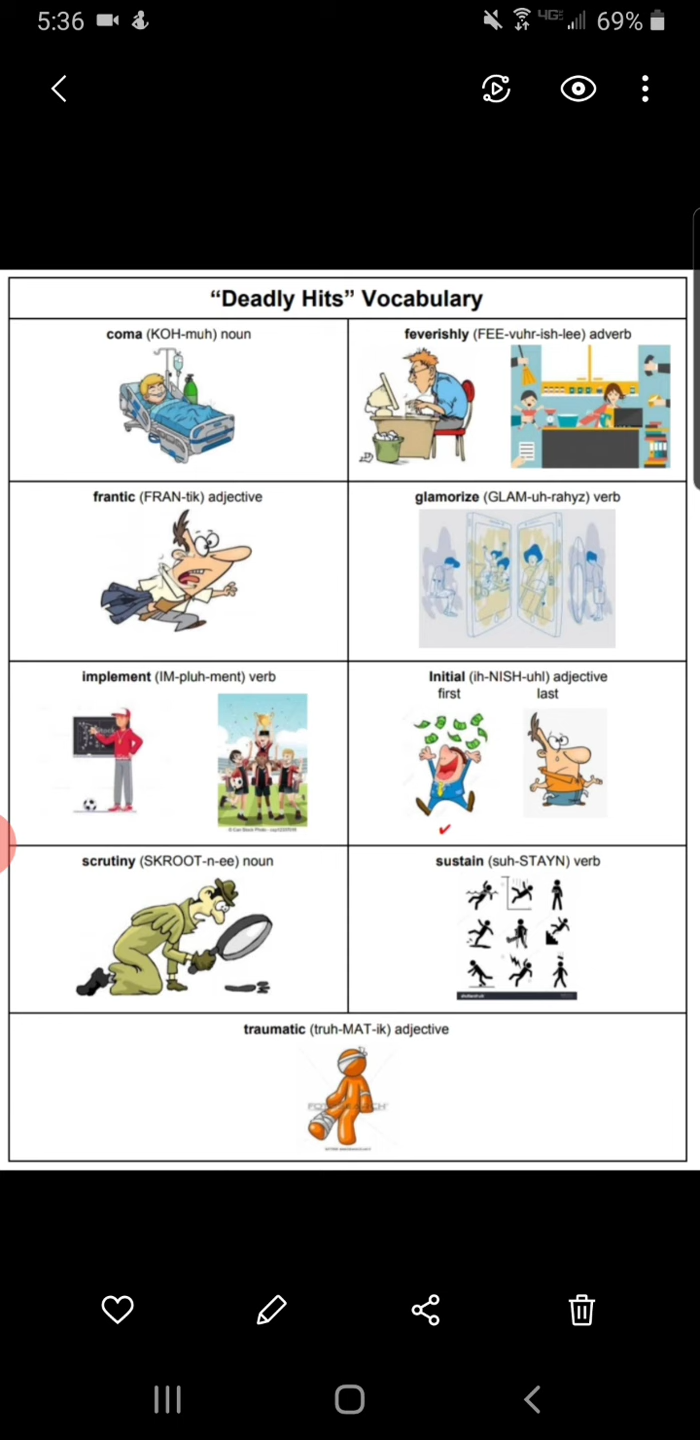 5:36 4GE 69%
“Deadly Hits” Vocabulary
coma (KOH-muh) noun
feverishly (FEE-vuhr-ish-lee) adverb
frantic (FRAN-tik) adjective
glamorize (GLAM-uh-rahyz) verb
implement (IM-pluh-ment) verb
Initial (ih-NISH-uhl) adjective
first last
scrutiny (SKROOT-n-ee) noun
sustain (suh-STAYN) verb
traumatic (truh-MAT-ik) adjective